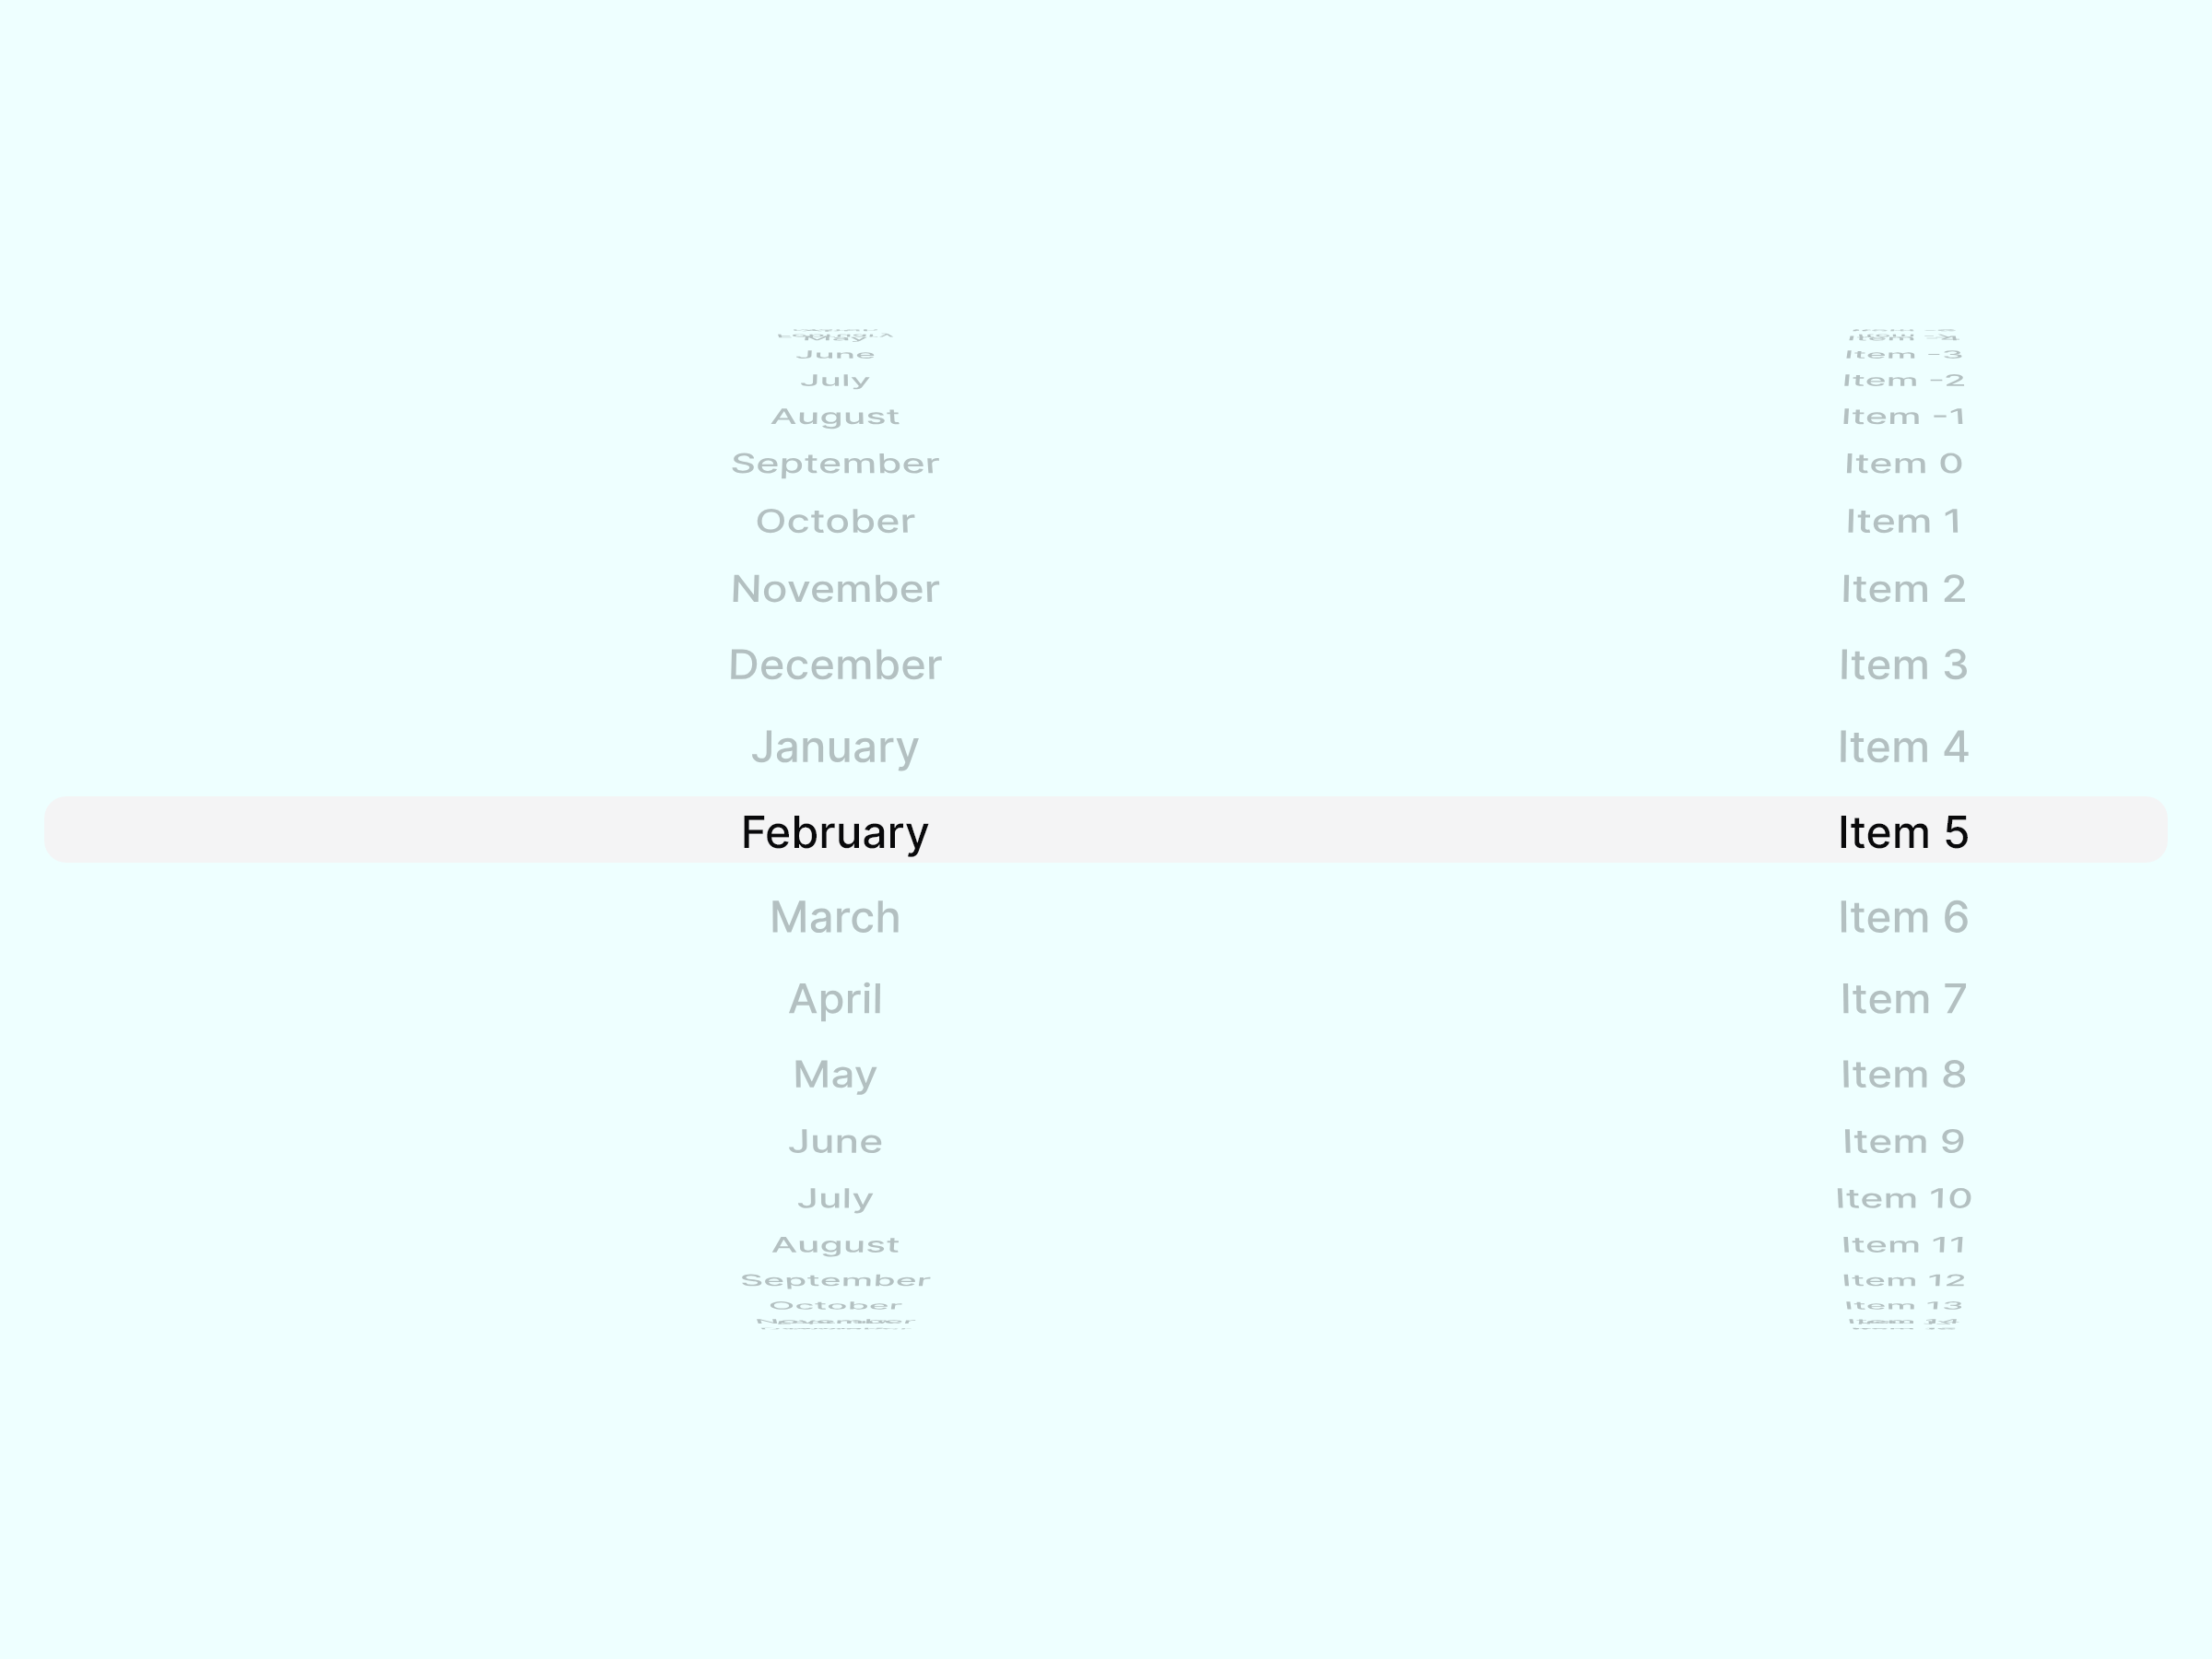 June Item -3
July Item -2
August Item -1
September Item 0
October Item 1
November Item 2
December Item 3
January Item 4
February Item 5
March Item 6
April Item 7
May Item 8
June Item 9
July Item 10
August Item 11
September Item 12
October Item 13